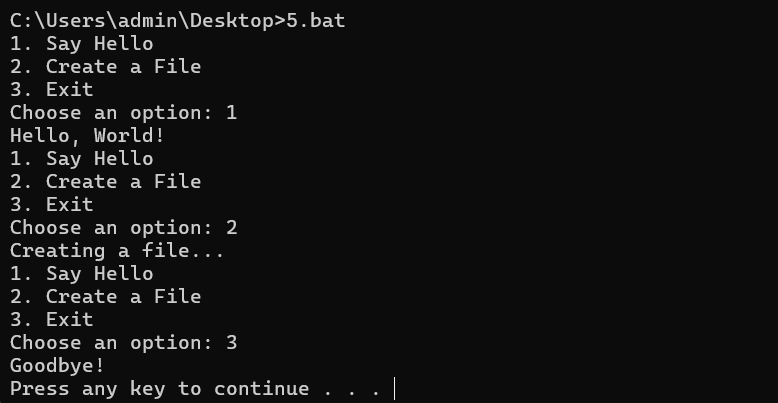 C:\Users\admin\Desktop>5.bat
1. Say Hello
2. Create a File
3. Exit
Choose an option: 1
Hello, World!
1. Say Hello
2. Create a File
3. Exit
Choose an option: 2
Creating a file...
1. Say Hello
2. Create a File
3. Exit
Choose an option: 3
Goodbye!
Press any key to continue . . .